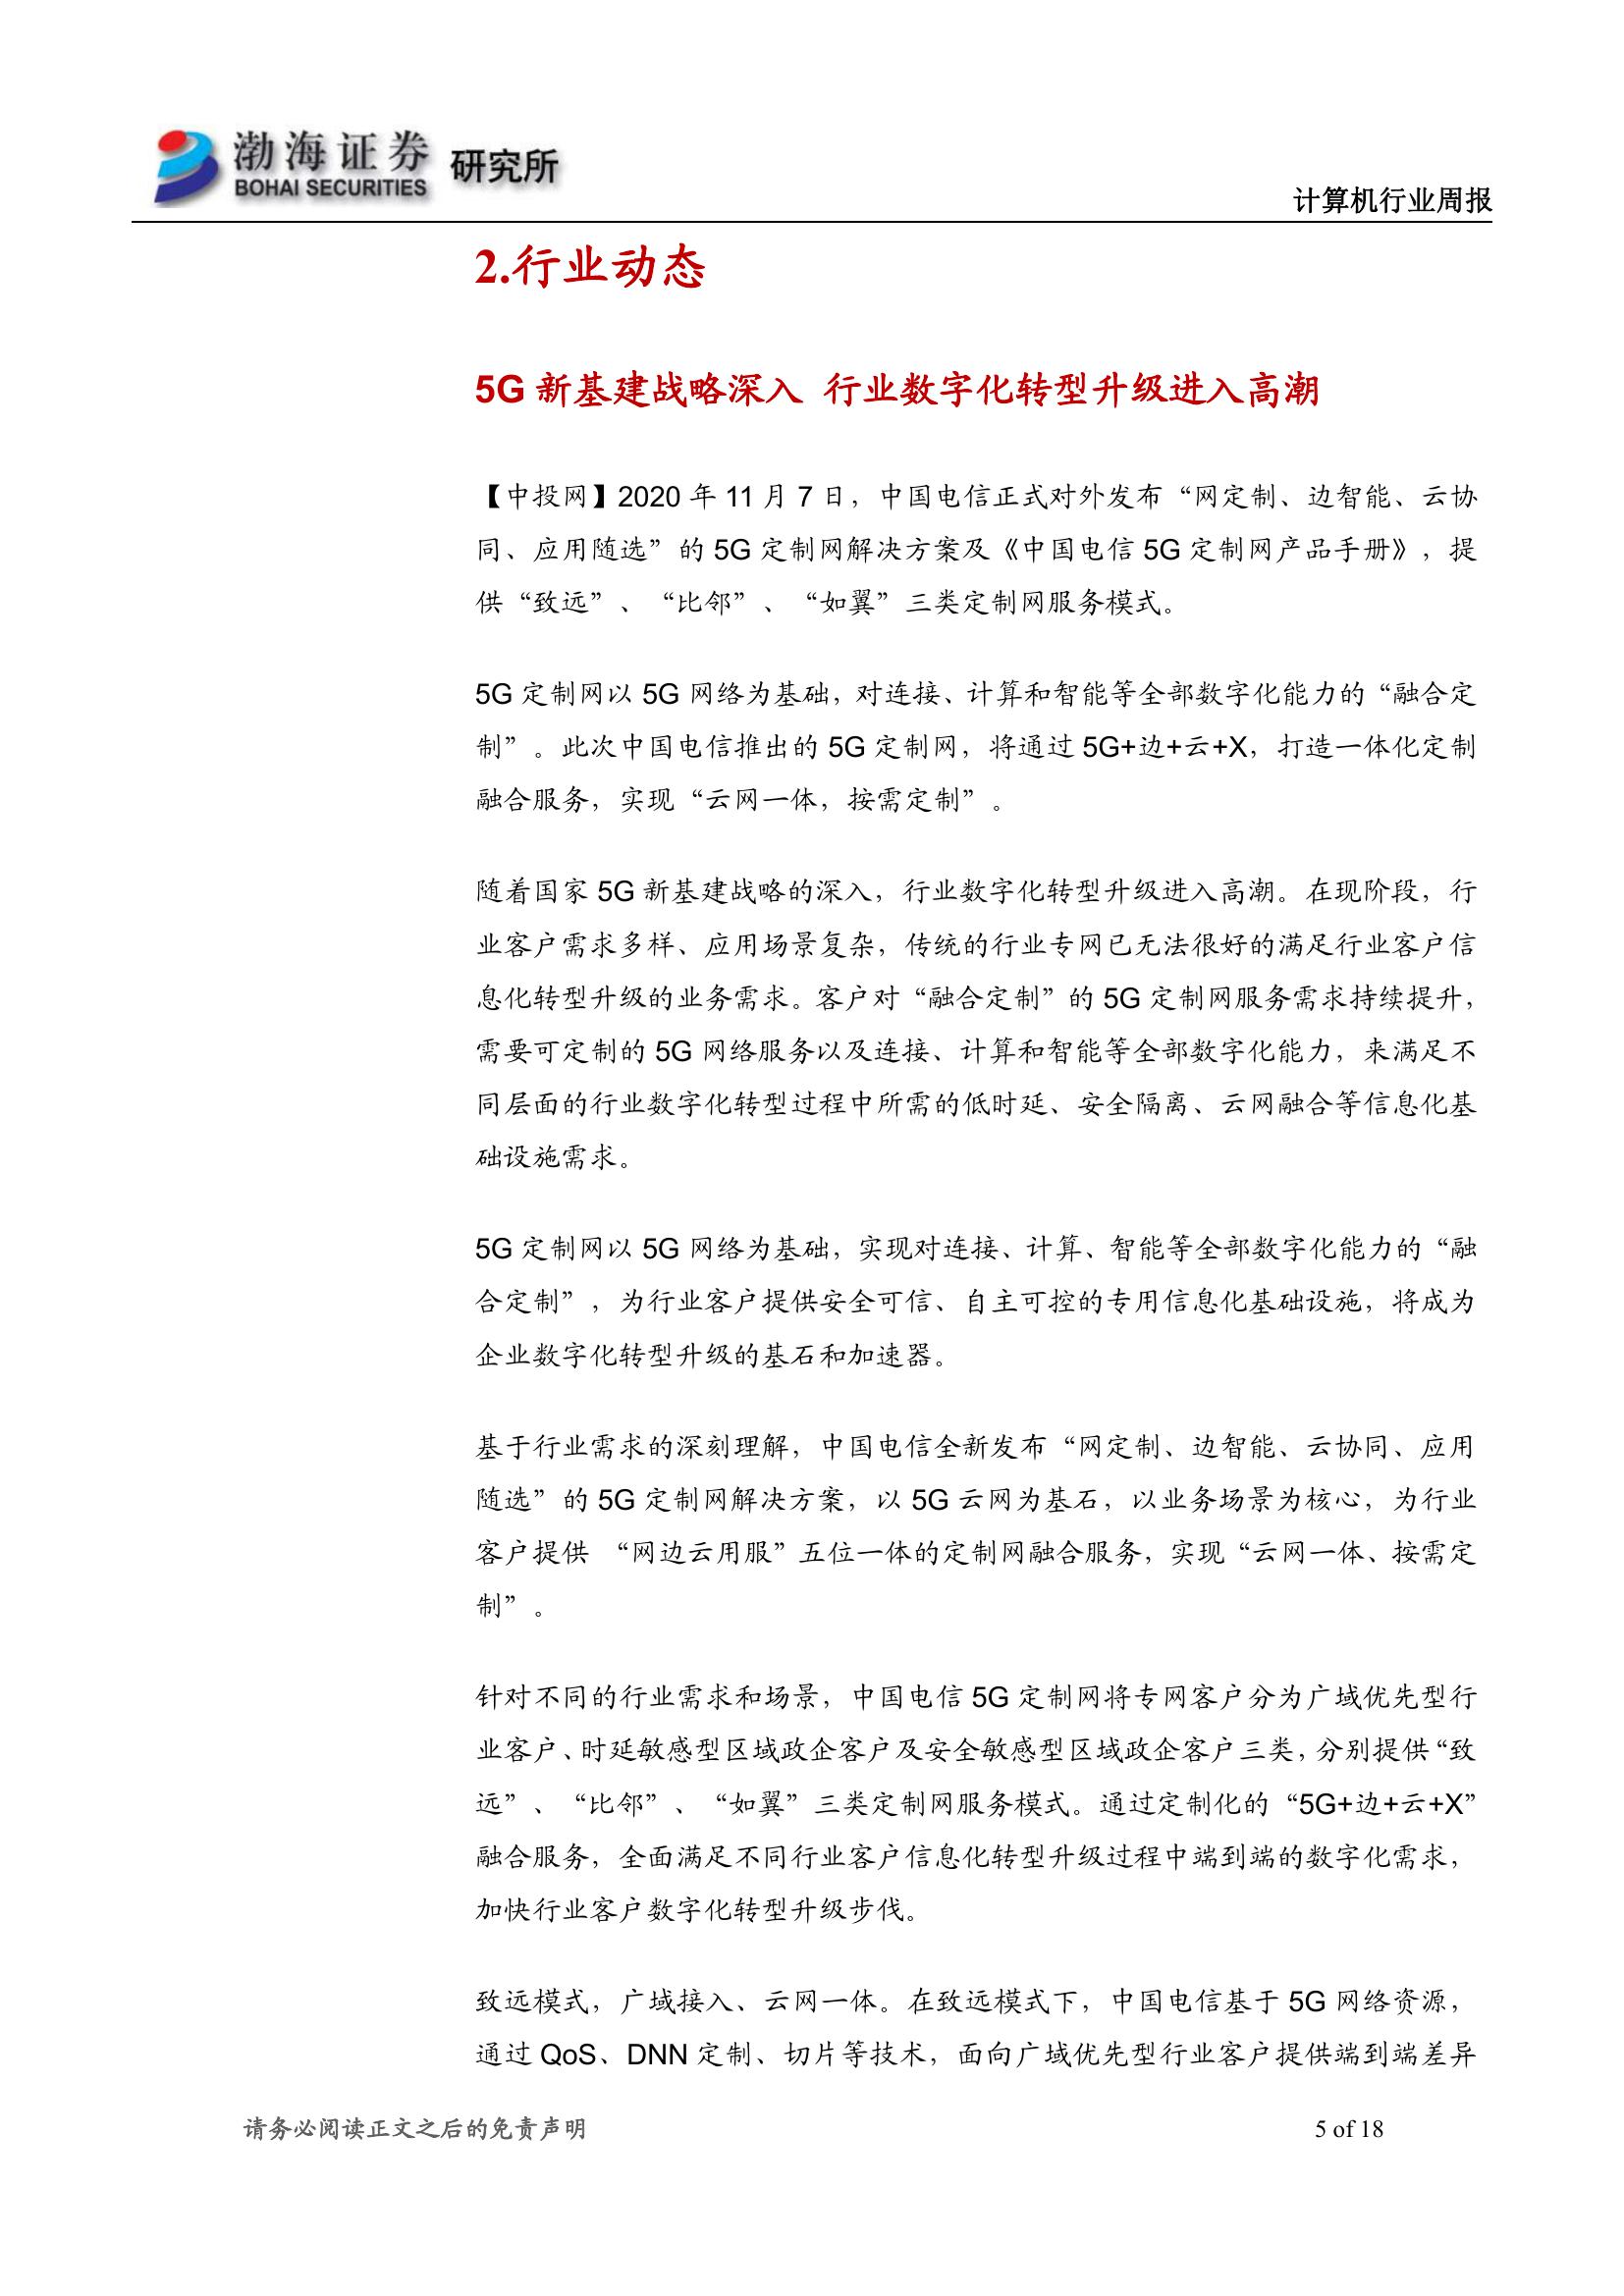 渤海证券 研究所
BOHAI SECURITIES
计算机行业周报
2.行业动态
5G 新基建战略深入 行业数字化转型升级进入高潮
【中投网】2020 年 11 月 7 日，中国电信正式对外发布“网定制、边智能、云协
同、应用随选”的 5G 定制网解决方案及《中国电信 5G 定制网产品手册》，提
供“致远”、“比邻”、“如翼”三类定制网服务模式。
5G 定制网以 5G 网络为基础，对连接、计算和智能等全部数字化能力的“融合定
制”。此次中国电信推出的 5G 定制网，将通过 5G+边+云+X，打造一体化定制
融合服务，实现“云网一体，按需定制”。
随着国家 5G 新基建战略的深入，行业数字化转型升级进入高潮。在现阶段，行
业客户需求多样、应用场景复杂，传统的行业专网已无法很好的满足行业客户信
息化转型升级的业务需求。客户对“融合定制”的 5G 定制网服务需求持续提升，
需要可定制的 5G 网络服务以及连接、计算和智能等全部数字化能力，来满足不
同层面的行业数字化转型过程中所需的低时延、安全隔离、云网融合等信息化基
础设施需求。
5G 定制网以 5G 网络为基础，实现对连接、计算、智能等全部数字化能力的“融
合定制”，为行业客户提供安全可信、自主可控的专用信息化基础设施，将成为
企业数字化转型升级的基石和加速器。
基于行业需求的深刻理解，中国电信全新发布“网定制、边智能、云协同、应用
随选”的 5G 定制网解决方案，以 5G 云网为基石，以业务场景为核心，为行业
客户提供 “网边云用服”五位一体的定制网融合服务，实现“云网一体、按需定
制”。
针对不同的行业需求和场景，中国电信 5G 定制网将专网客户分为广域优先型行
业客户、时延敏感型区域政企客户及安全敏感型区域政企客户三类，分别提供“致
远”、“比邻”、“如翼”三类定制网服务模式。通过定制化的“5G+边+云+X”
融合服务，全面满足不同行业客户信息化转型升级过程中端到端的数字化需求，
加快行业客户数字化转型升级步伐。
致远模式，广域接入、云网一体。在致远模式下，中国电信基于 5G 网络资源，
通过 QoS、DNN 定制、切片等技术，面向广域优先型行业客户提供端到端差异
请务必阅读正文之后的免责声明
5 of 18